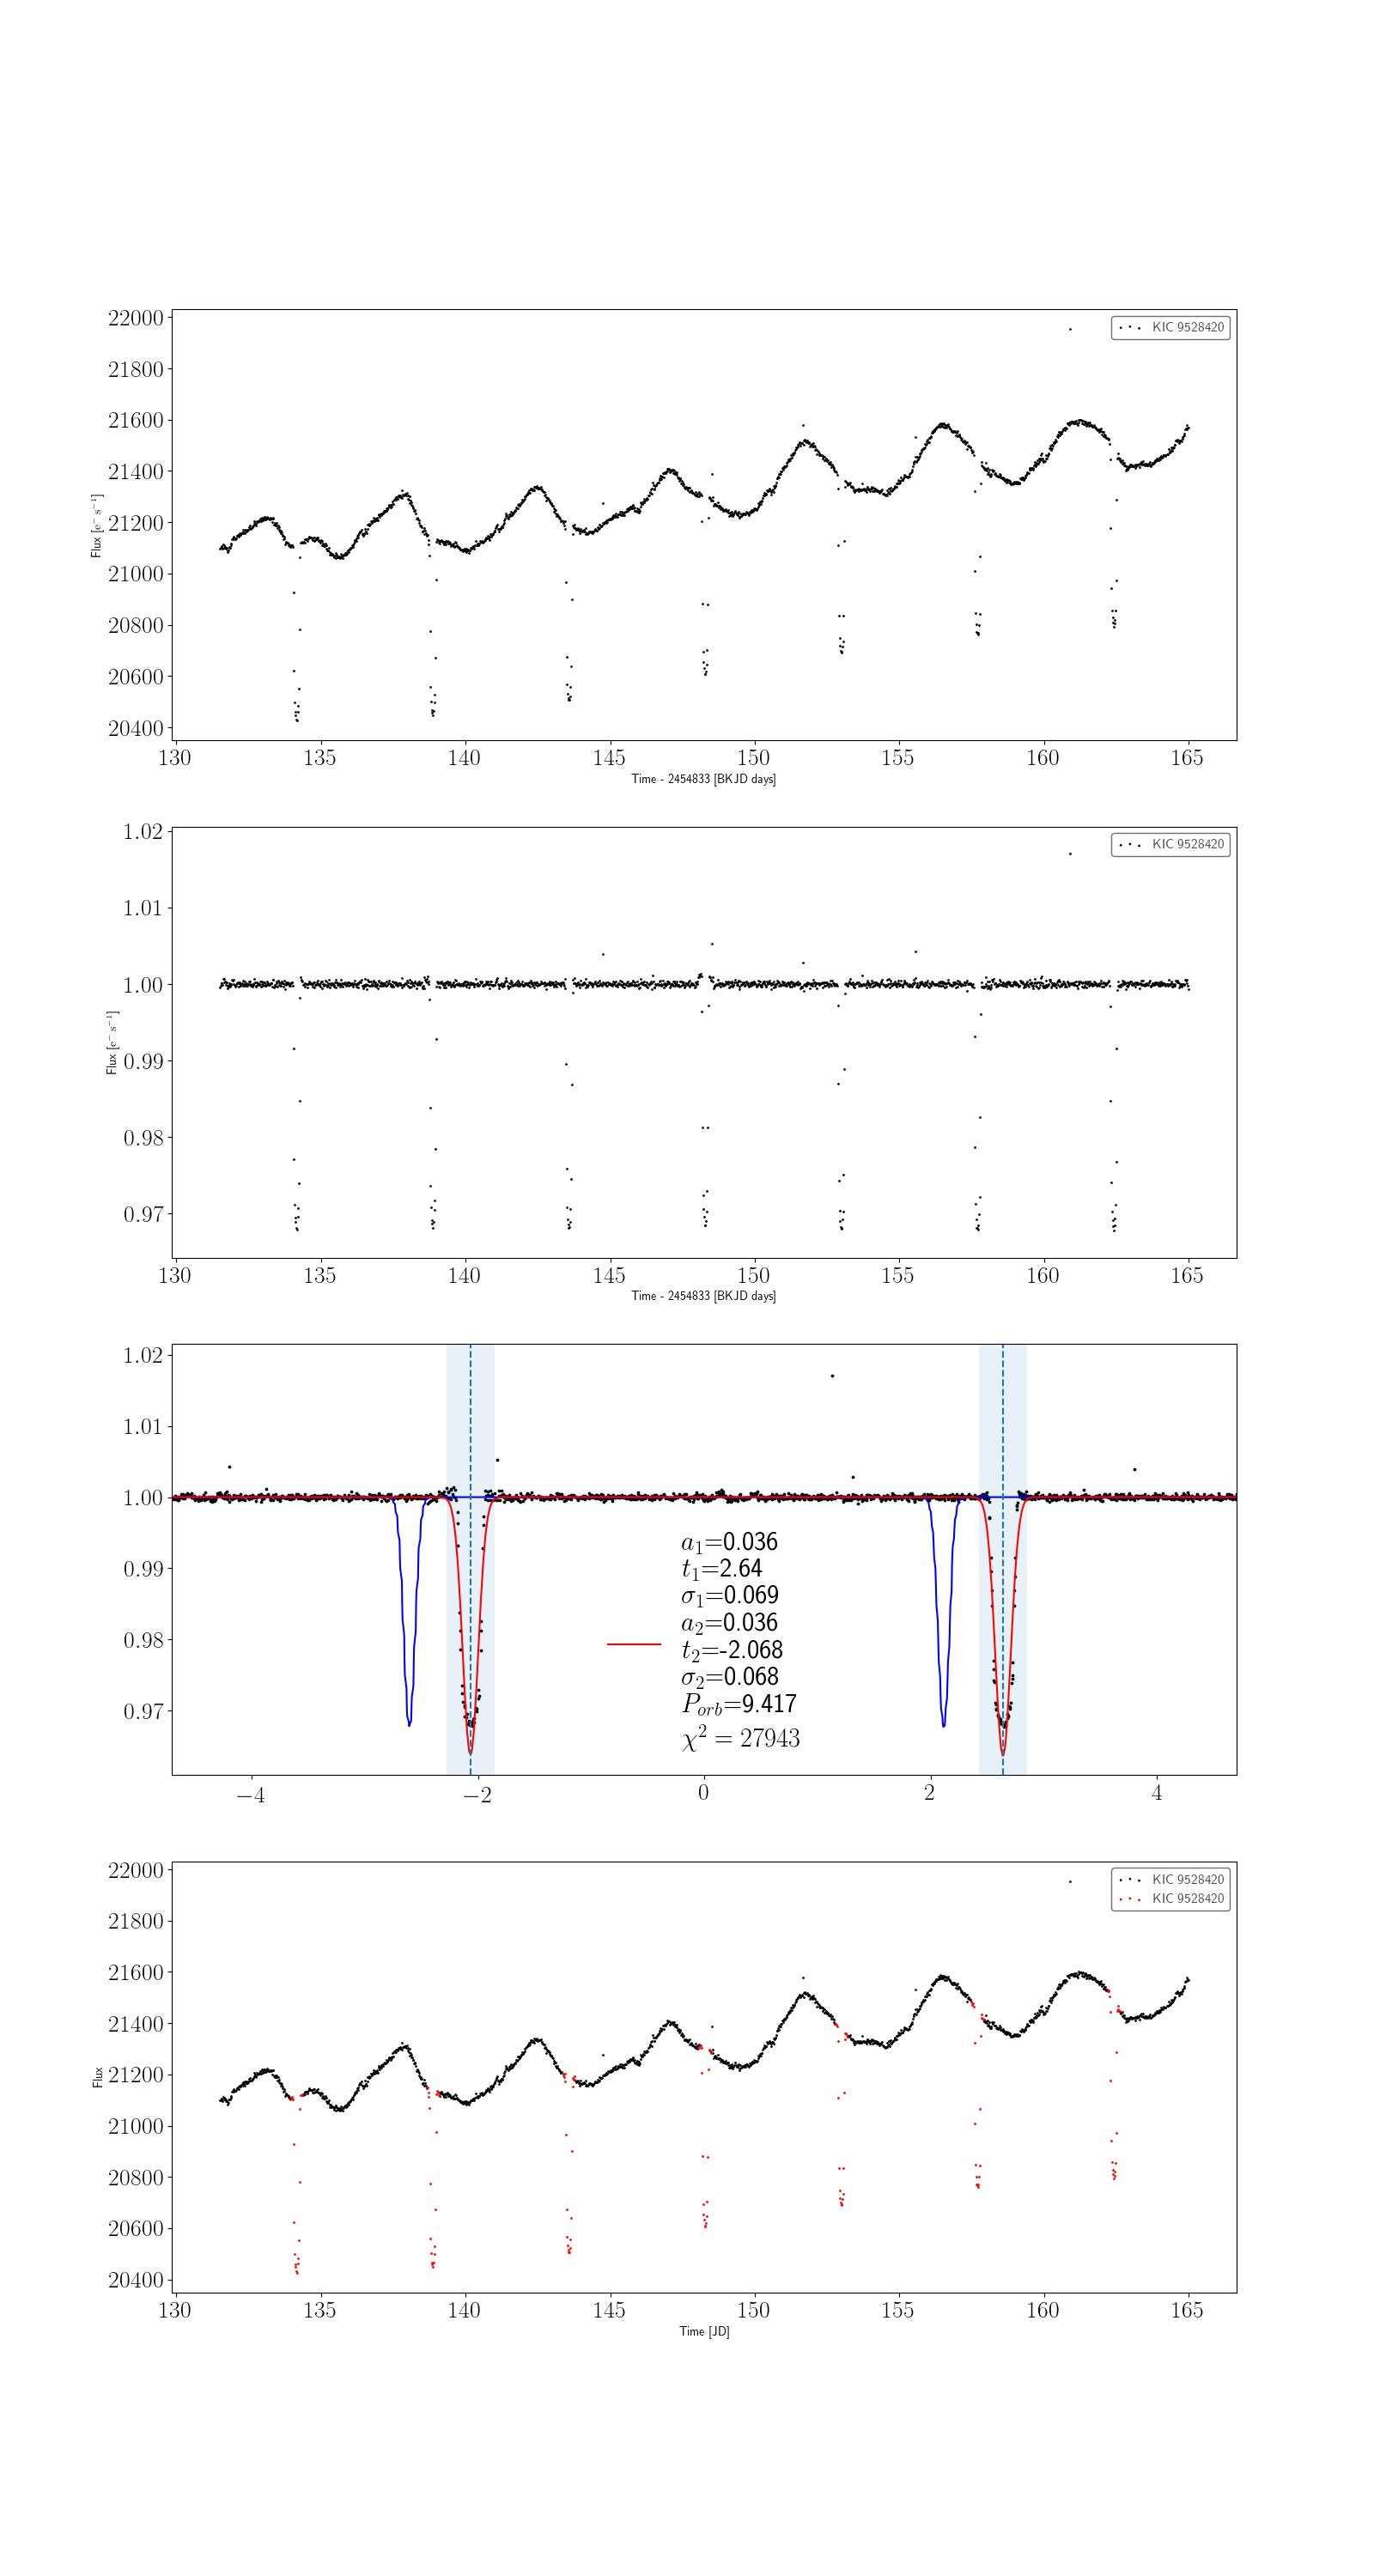 22000
21800
21600
21400
21200
21000
20800
20600
20400
Flux [e⁻ s⁻¹]
KIC 9528420
130 135 140 145 150 155 160 165
Time - 2454833 [BKJD days]
1.02
1.01
1.00
0.99
0.98
0.97
Flux [e⁻ s⁻¹]
KIC 9528420
130 135 140 145 150 155 160 165
Time - 2454833 [BKJD days]
1.02
1.01
1.00
0.99
0.98
0.97
a₁=0.036
t₁=2.64
σ₁=0.069
a₂=0.036
t₂=-2.068
σ₂=0.068
Pₒᵣb=9.417
χ² = 27943
−4 −2 0 2 4
22000
21800
21600
21400
21200
21000
20800
20600
20400
Flux
KIC 9528420
KIC 9528420
130 135 140 145 150 155 160 165
Time [JD]